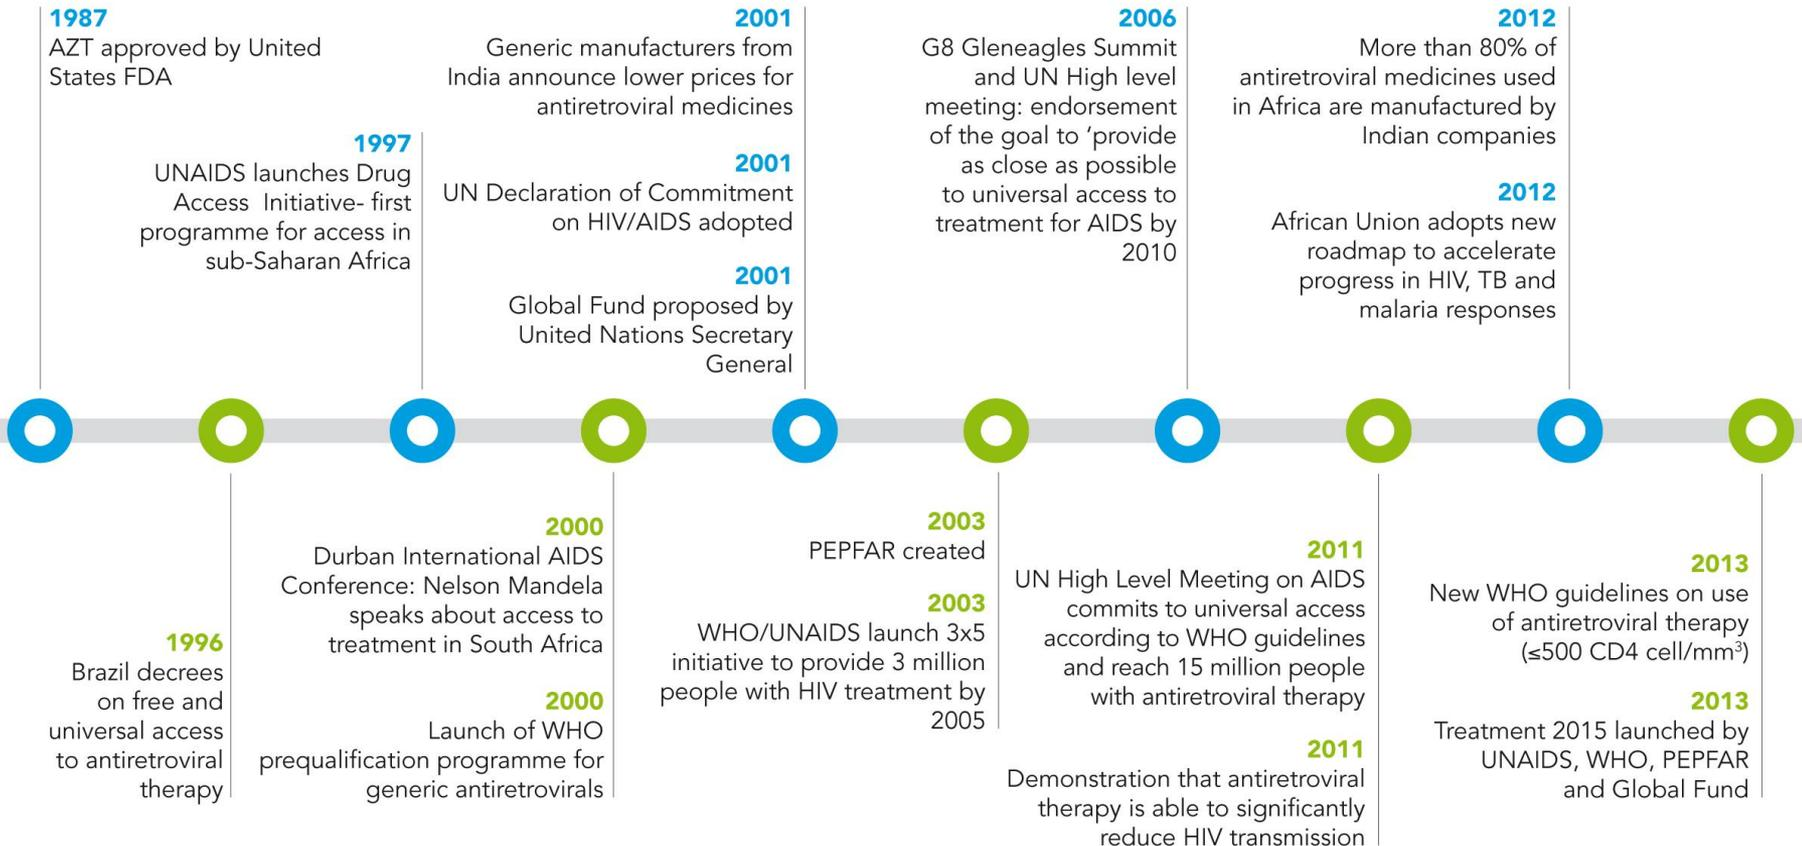 1987
AZT approved by United
States FDA
1997
UNAIDS launches Drug
Access  Initiative- first
programme for access in
sub-Saharan Africa
2001
Generic manufacturers from
India announce lower prices for
antiretroviral medicines
2001
UN Declaration of Commitment
on HIV/AIDS adopted
2001
Global Fund proposed by
United Nations Secretary
General
2006
G8 Gleneagles Summit
and UN High level
meeting: endorsement
of the goal to ‘provide
as close as possible
to universal access to
treatment for AIDS by
2010
2012
More than 80% of
antiretroviral medicines used
in Africa are manufactured by
Indian companies
2012
African Union adopts new
roadmap to accelerate
progress in HIV, TB and
malaria responses
1996
Brazil decrees
on free and
universal access
to antiretroviral
therapy
2000
Durban International AIDS
Conference: Nelson Mandela
speaks about access to
treatment in South Africa
2000
Launch of WHO
prequalification programme for
generic antiretrovirals
2003
PEPFAR created
2003
WHO/UNAIDS launch 3x5
initiative to provide 3 million
people with HIV treatment by
2005
2011
UN High Level Meeting on AIDS
commits to universal access
according to WHO guidelines
and reach 15 million people
with antiretroviral therapy
2011
Demonstration that antiretroviral
therapy is able to significantly
reduce HIV transmission
2013
New WHO guidelines on use
of antiretroviral therapy
(≤500 CD4 cell/mm³)
2013
Treatment 2015 launched by
UNAIDS, WHO, PEPFAR
and Global Fund